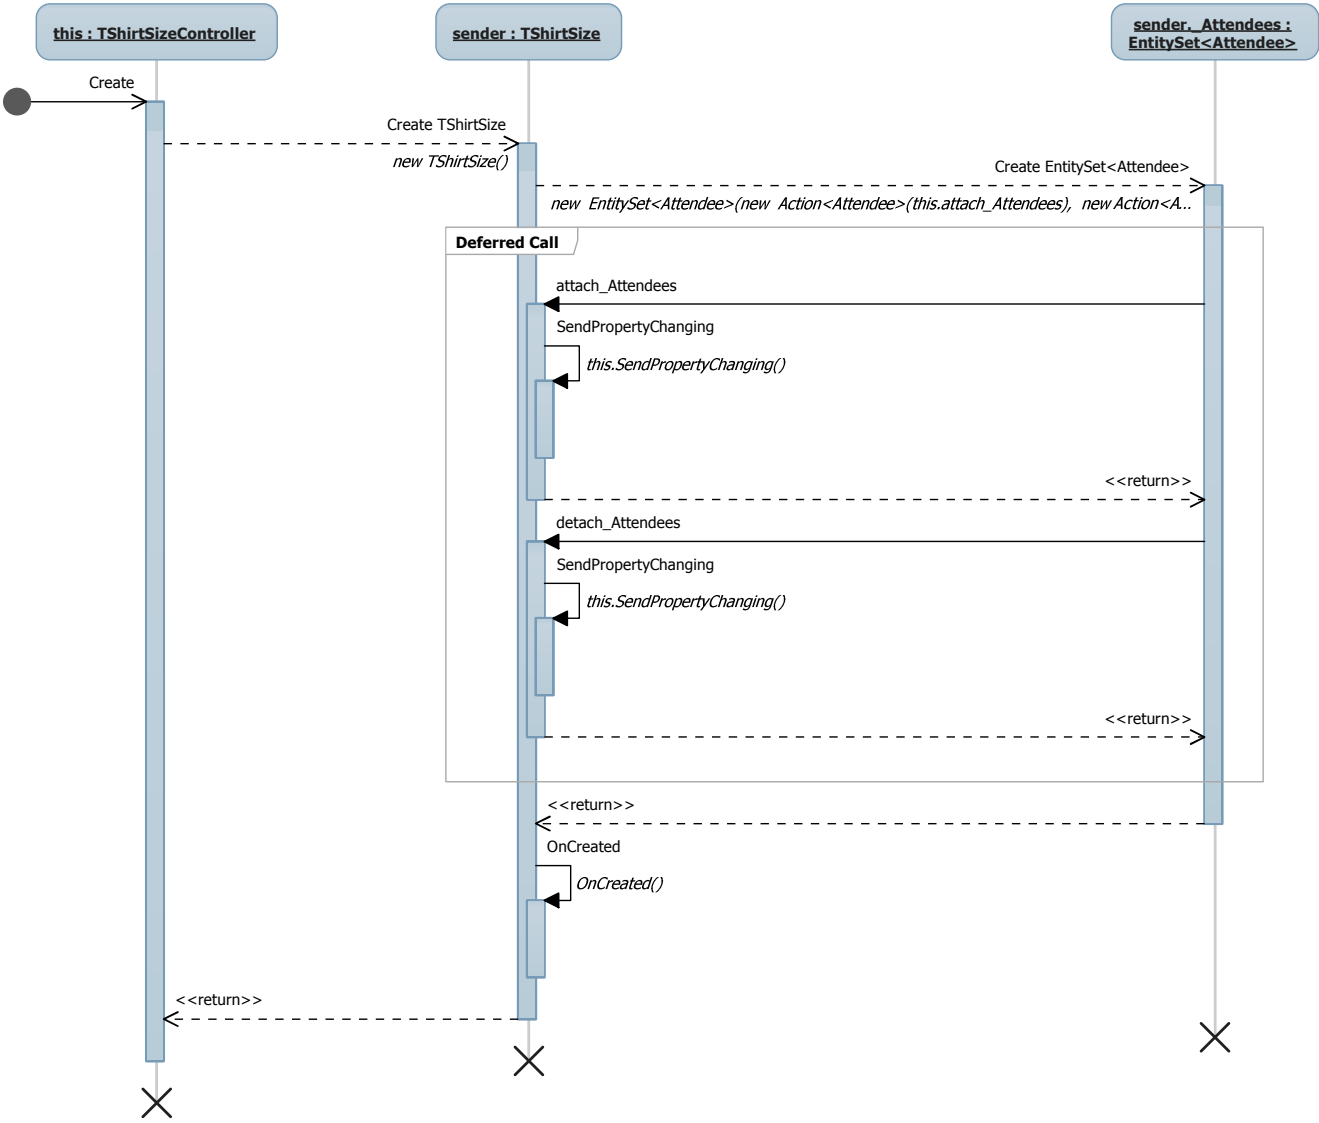 this : TShirtSizeController
sender : TShirtSize
sender._Attendees :
EntitySet<Attendee>
Create
Create TShirtSize
new TShirtSize()
Create EntitySet<Attendee>
new EntitySet<Attendee>(new Action<Attendee>(this.attach_Attendees), new Action<A...
Deferred Call
attach_Attendees
SendPropertyChanging
this.SendPropertyChanging()
<<return>>
detach_Attendees
SendPropertyChanging
this.SendPropertyChanging()
<<return>>
<<return>>
OnCreated
OnCreated()
<<return>>